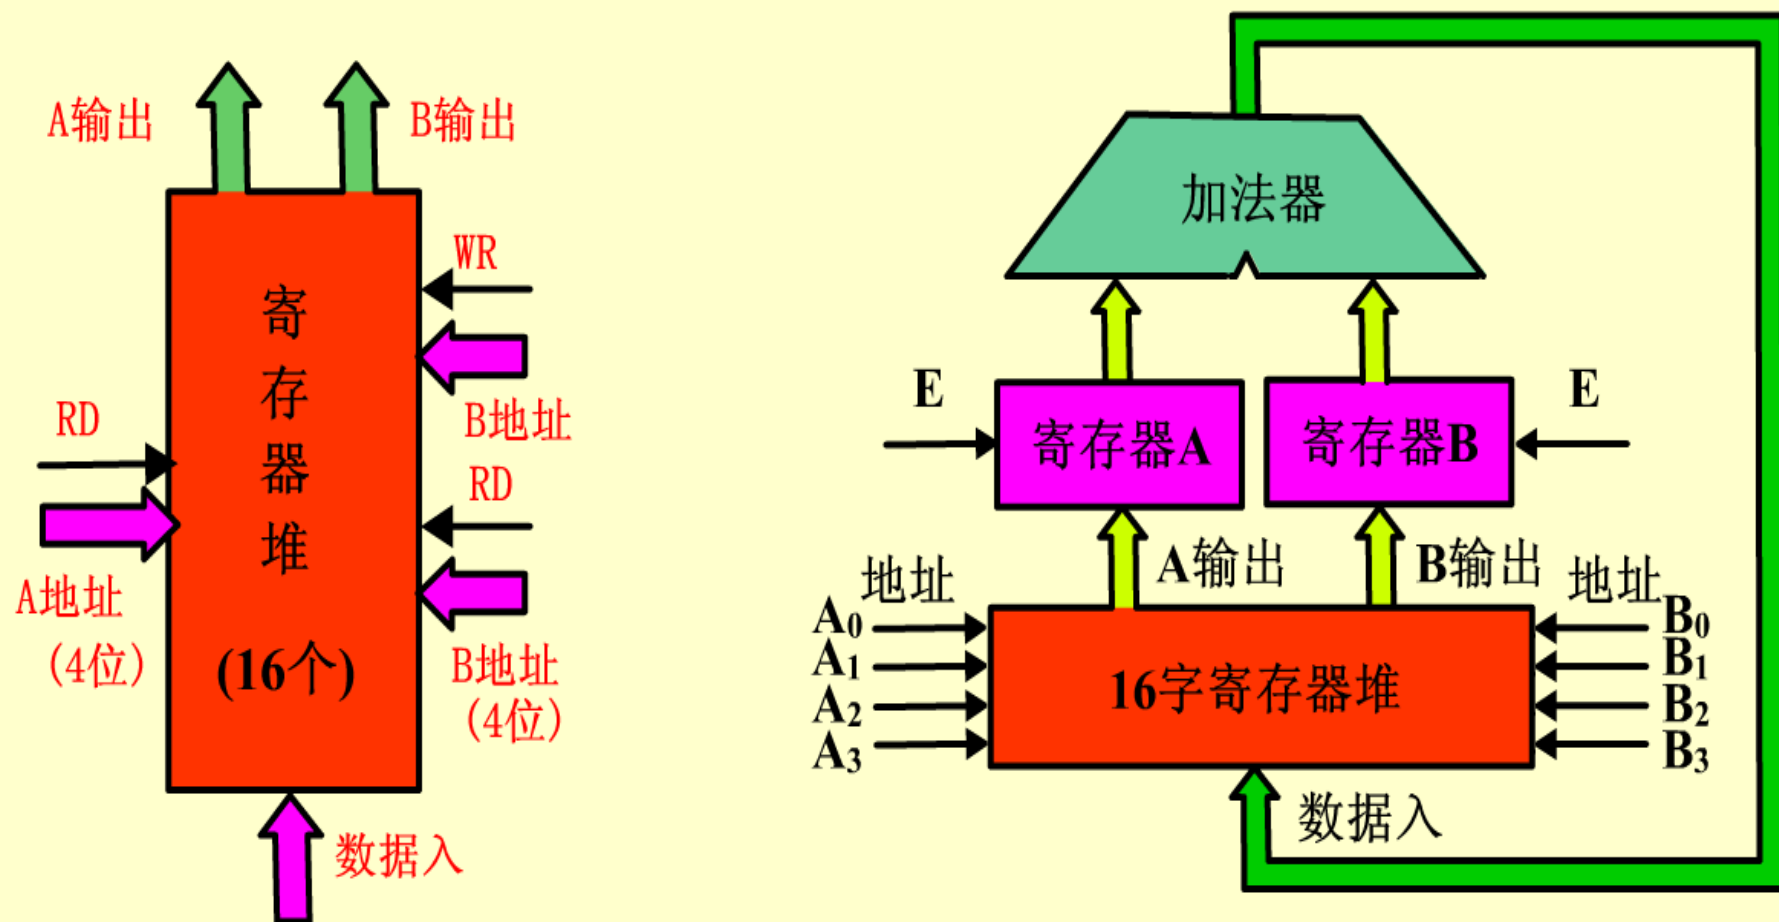 A输出
B输出
WR
B地址
RD
RD
A地址
(4位)
B地址
(4位)
寄存器堆
(16个)
数据入
加法器
E
E
寄存器A
寄存器B
A输出
B输出
地址
地址
A0
A1
A2
A3
16字寄存器堆
B0
B1
B2
B3
数据入